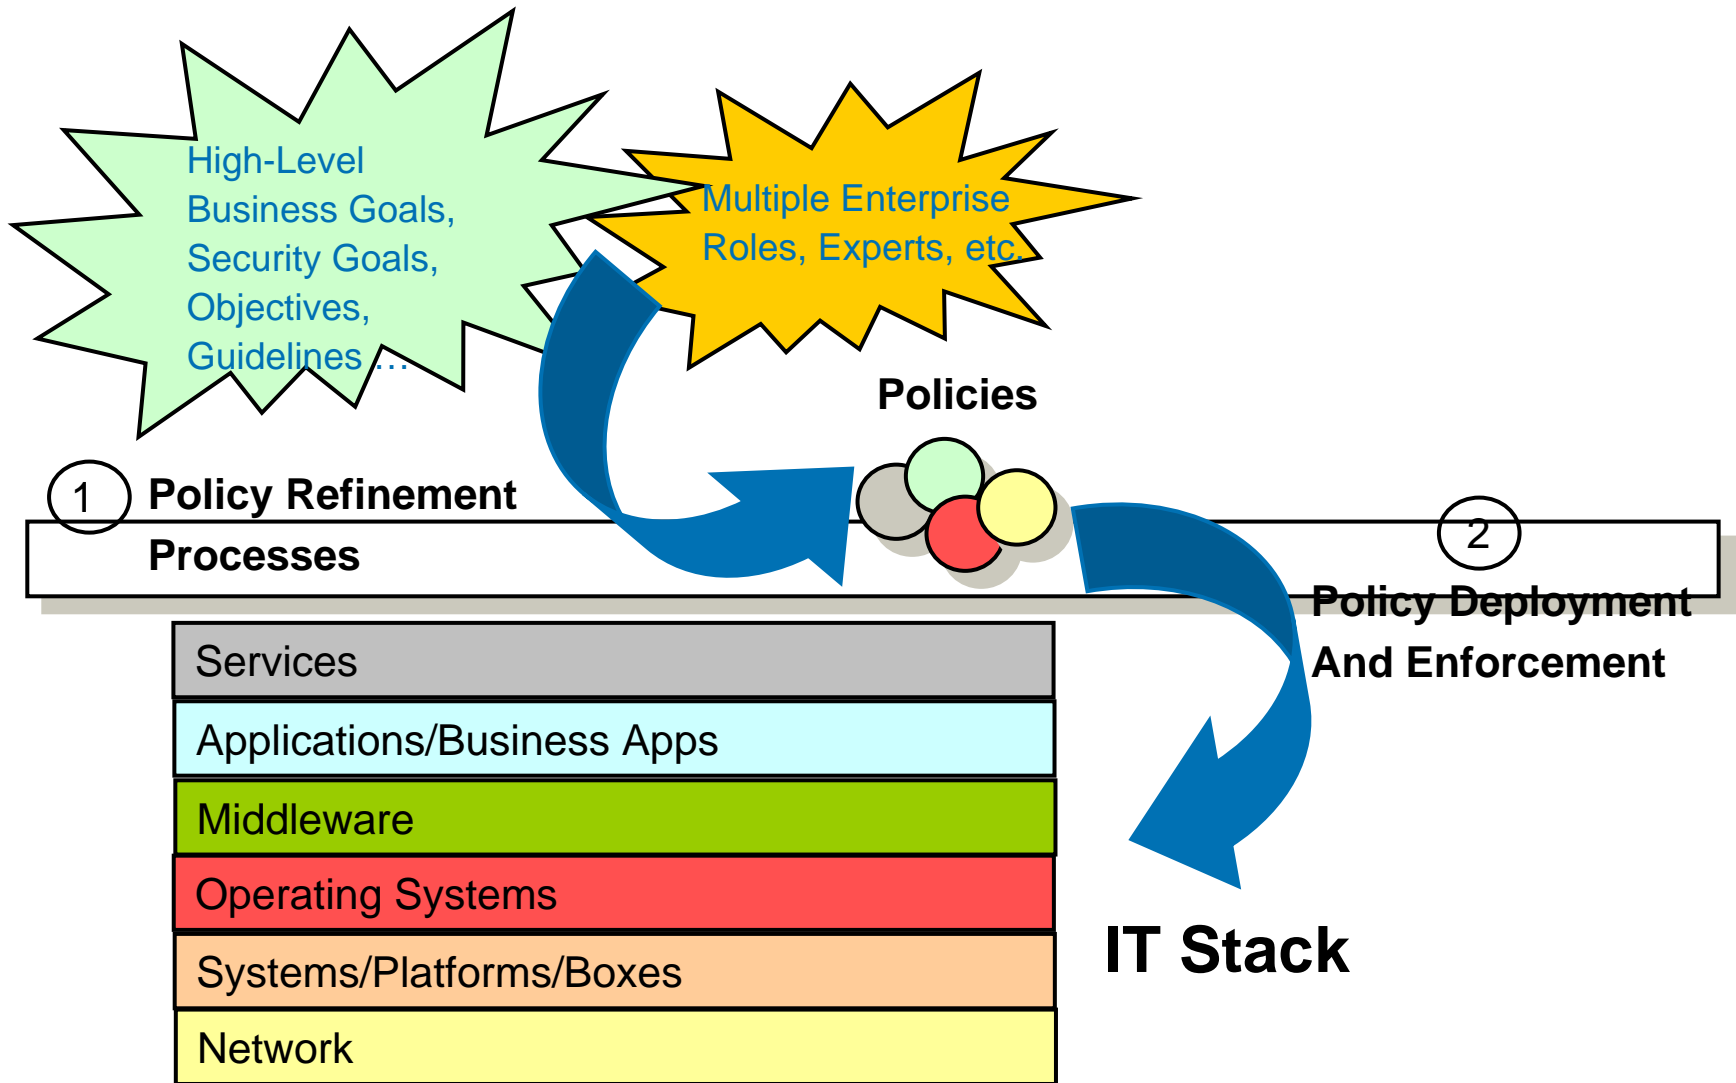 High-Level
Business Goals,
Security Goals,
Objectives,
Guidelines …
Multiple Enterprise
Roles, Experts, etc.
Policies
1
Policy Refinement
Processes
2
Policy Deployment
And Enforcement
Services
Applications/Business Apps
Middleware
Operating Systems
Systems/Platforms/Boxes
Network
IT Stack